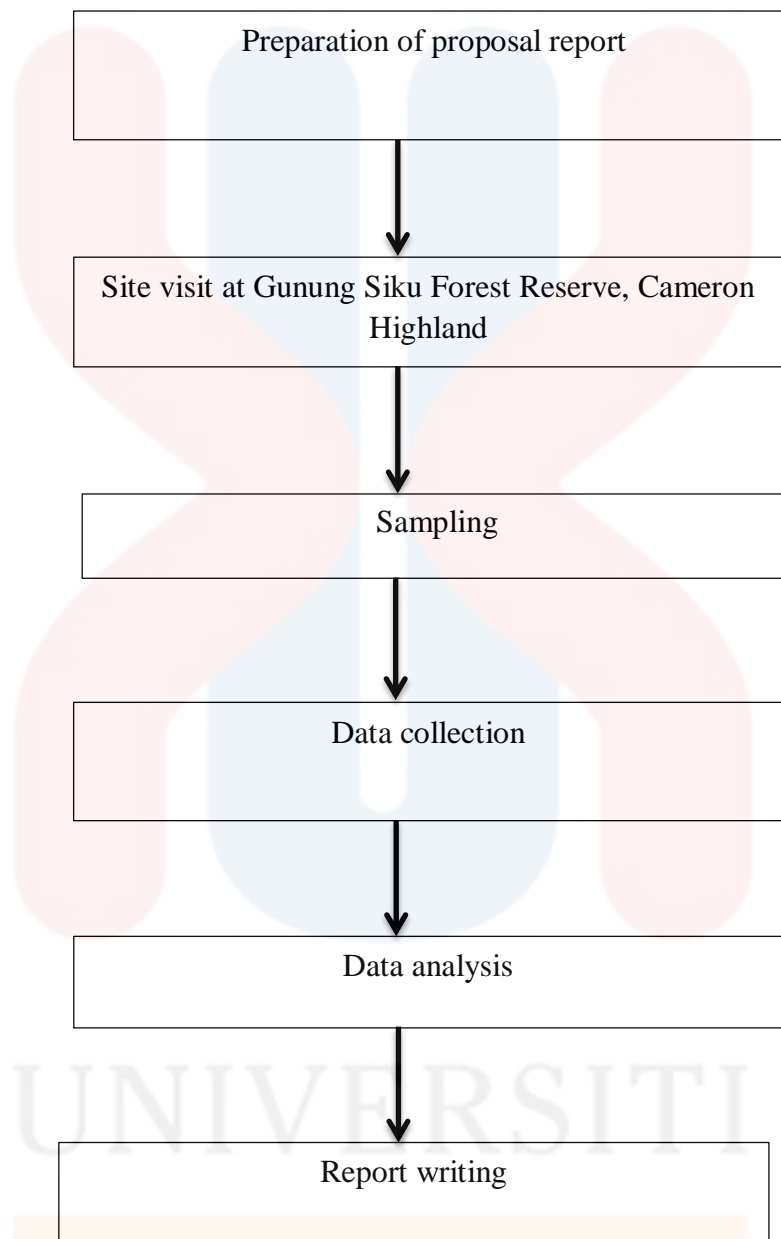 Preparation of proposal report
Site visit at Gunung Siku Forest Reserve, Cameron
Highland
Sampling
Data collection
Data analysis
UNIVERSITI
Report writing